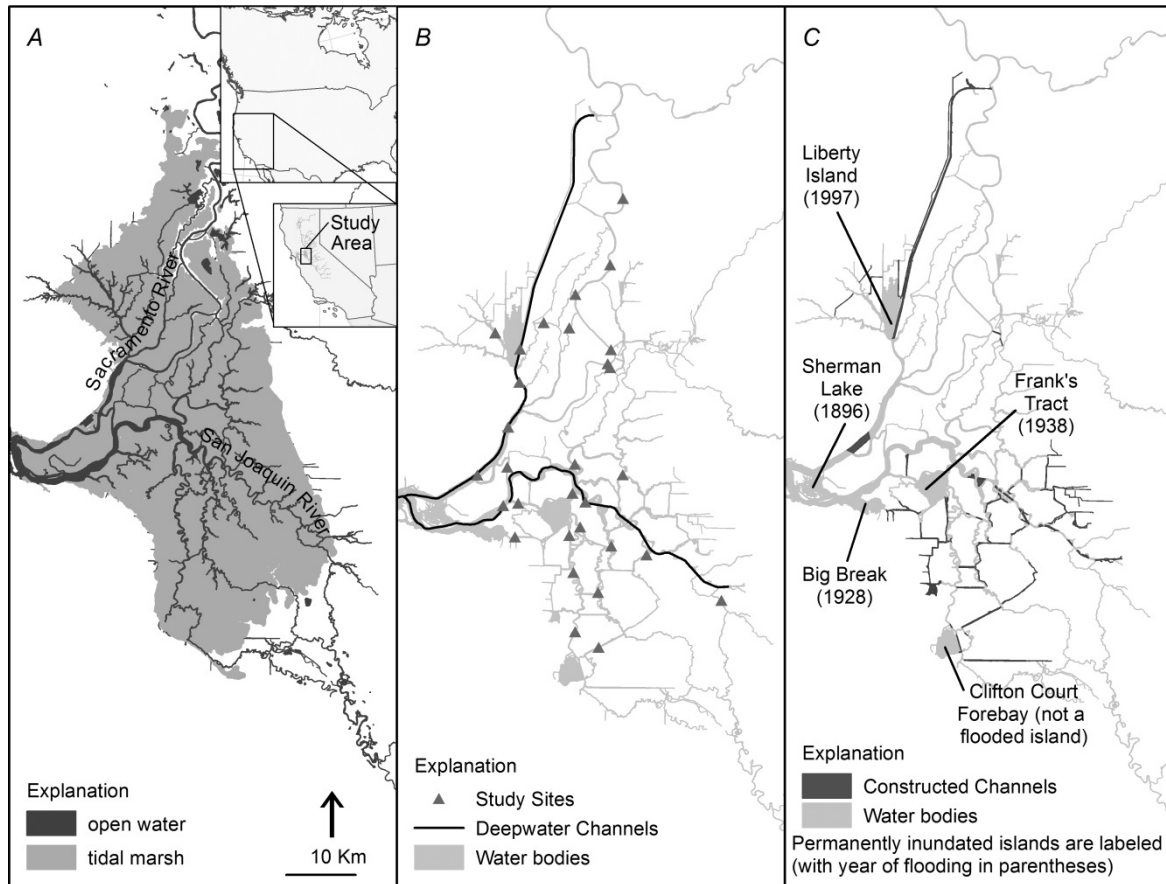 A
Study
Area
Sacramento River
San Joaquin River
Explanation
open water
tidal marsh
10 Km
B
Explanation
Study Sites
Deepwater Channels
Water bodies
C
Liberty
Island
(1997)
Sherman
Lake
(1896)
Frank's
Tract
(1938)
Big Break
(1928)
Clifton Court
Forebay (not a
flooded island)
Explanation
Constructed Channels
Water bodies
Permanently inundated islands are labeled
(with year of flooding in parentheses)